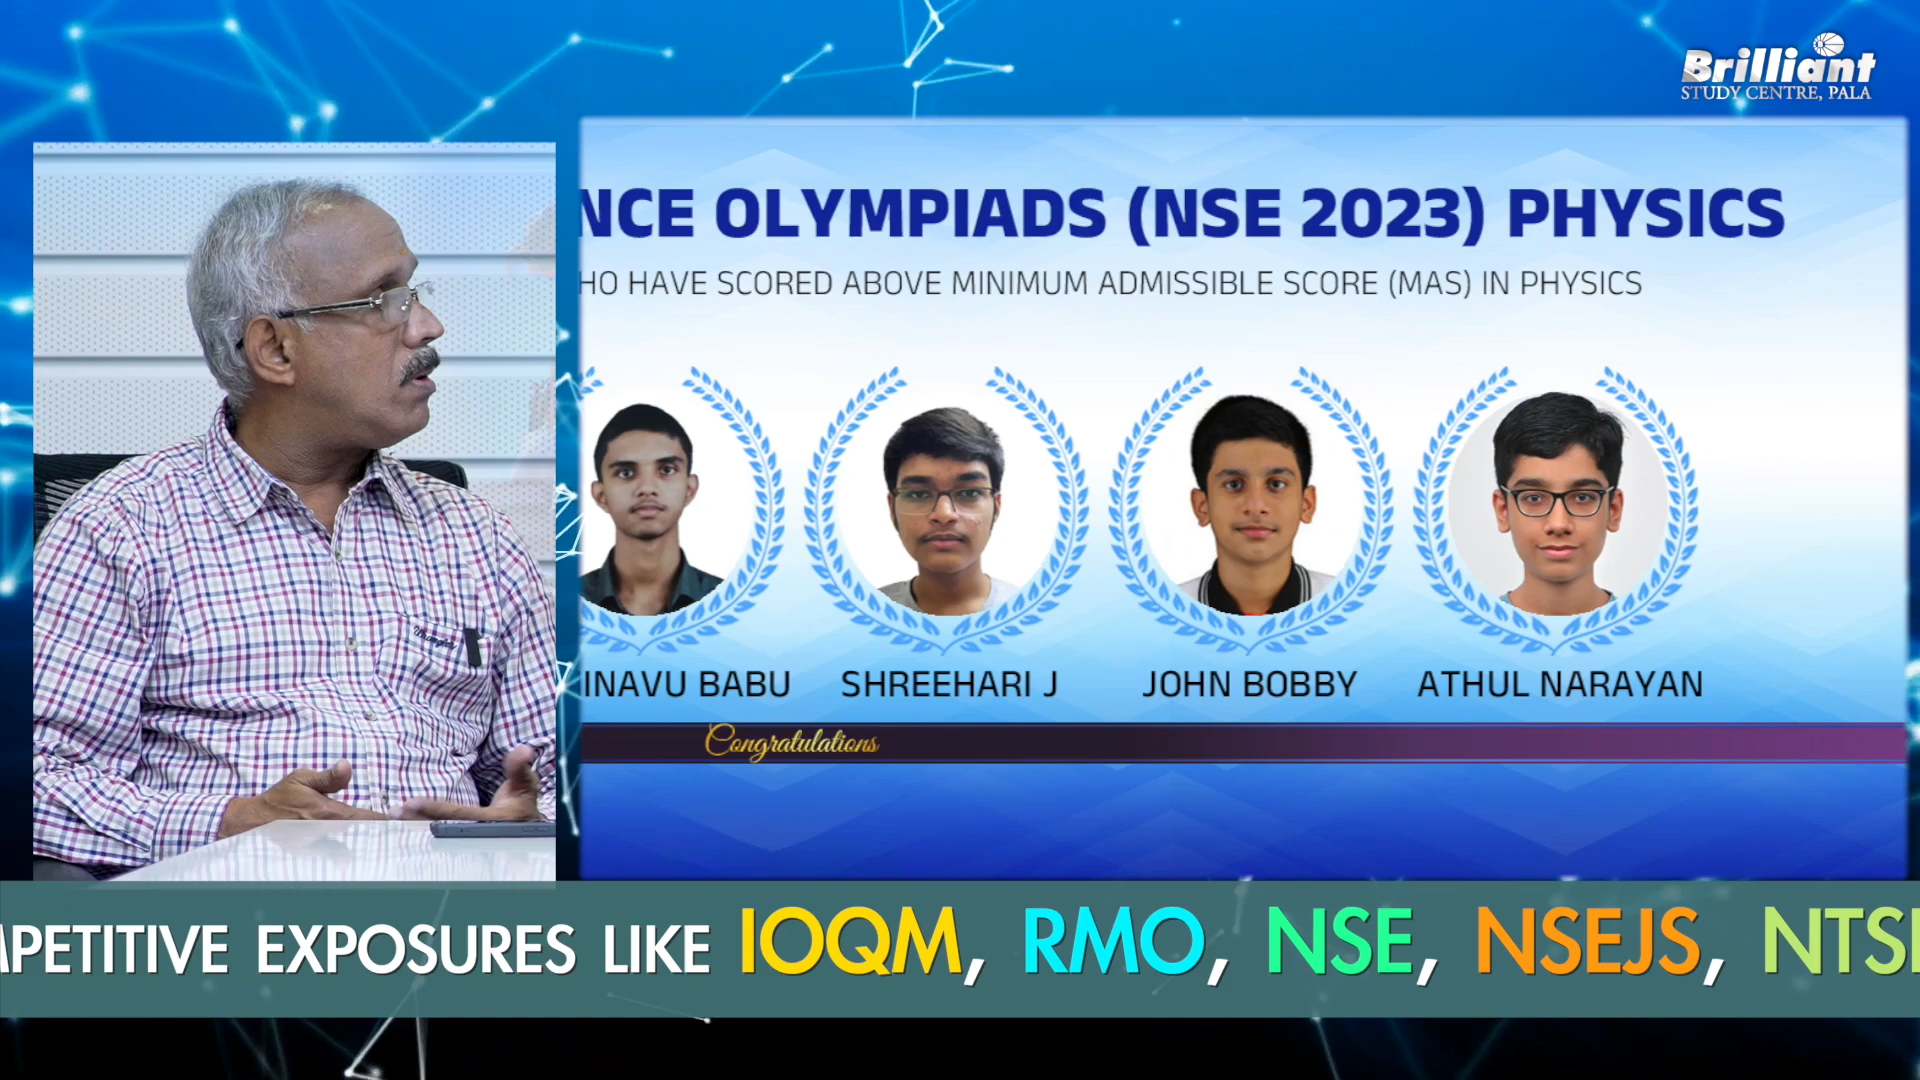 Brilliant
STUDY CENTRE, PALA
NCE OLYMPIADS (NSE 2023) PHYSICS
HO HAVE SCORED ABOVE MINIMUM ADMISSIBLE SCORE (MAS) IN PHYSICS
INAVU BABU
SHREEHARI J
JOHN BOBBY
ATHUL NARAYAN
Congratulations
MPETITIVE EXPOSURES LIKE IOQM, RMO, NSE, NSEJS, NTS